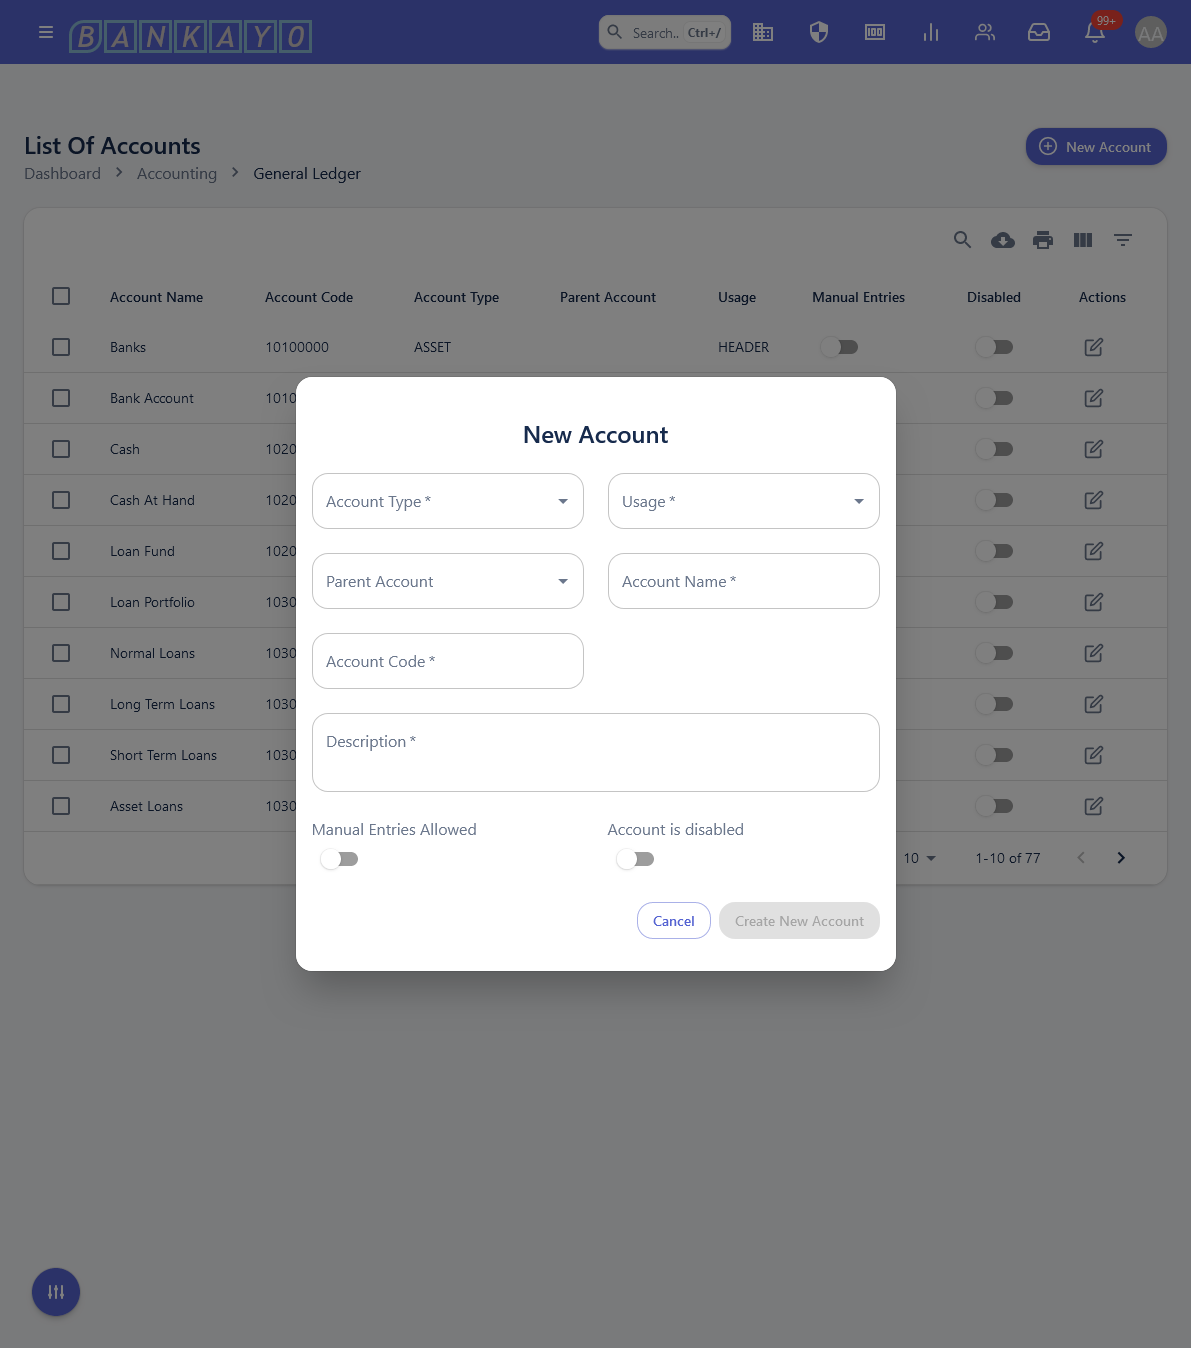 BANKAYO
Search.. Ctrl+/
99+
AA
List Of Accounts
New Account
Dashboard > Accounting > General Ledger
Account Name Account Code Account Type Parent Account Usage Manual Entries Disabled Actions
Banks 10100000 ASSET HEADER
Bank Account 1010
Cash 1020
Cash At Hand 1020
Loan Fund 1020
Loan Portfolio 1030
Normal Loans 1030
Long Term Loans 1030
Short Term Loans 1030
Asset Loans 1030
10 1-10 of 77
New Account
Account Type *
Usage *
Parent Account
Account Name *
Account Code *
Description *
Manual Entries Allowed
Account is disabled
Cancel
Create New Account